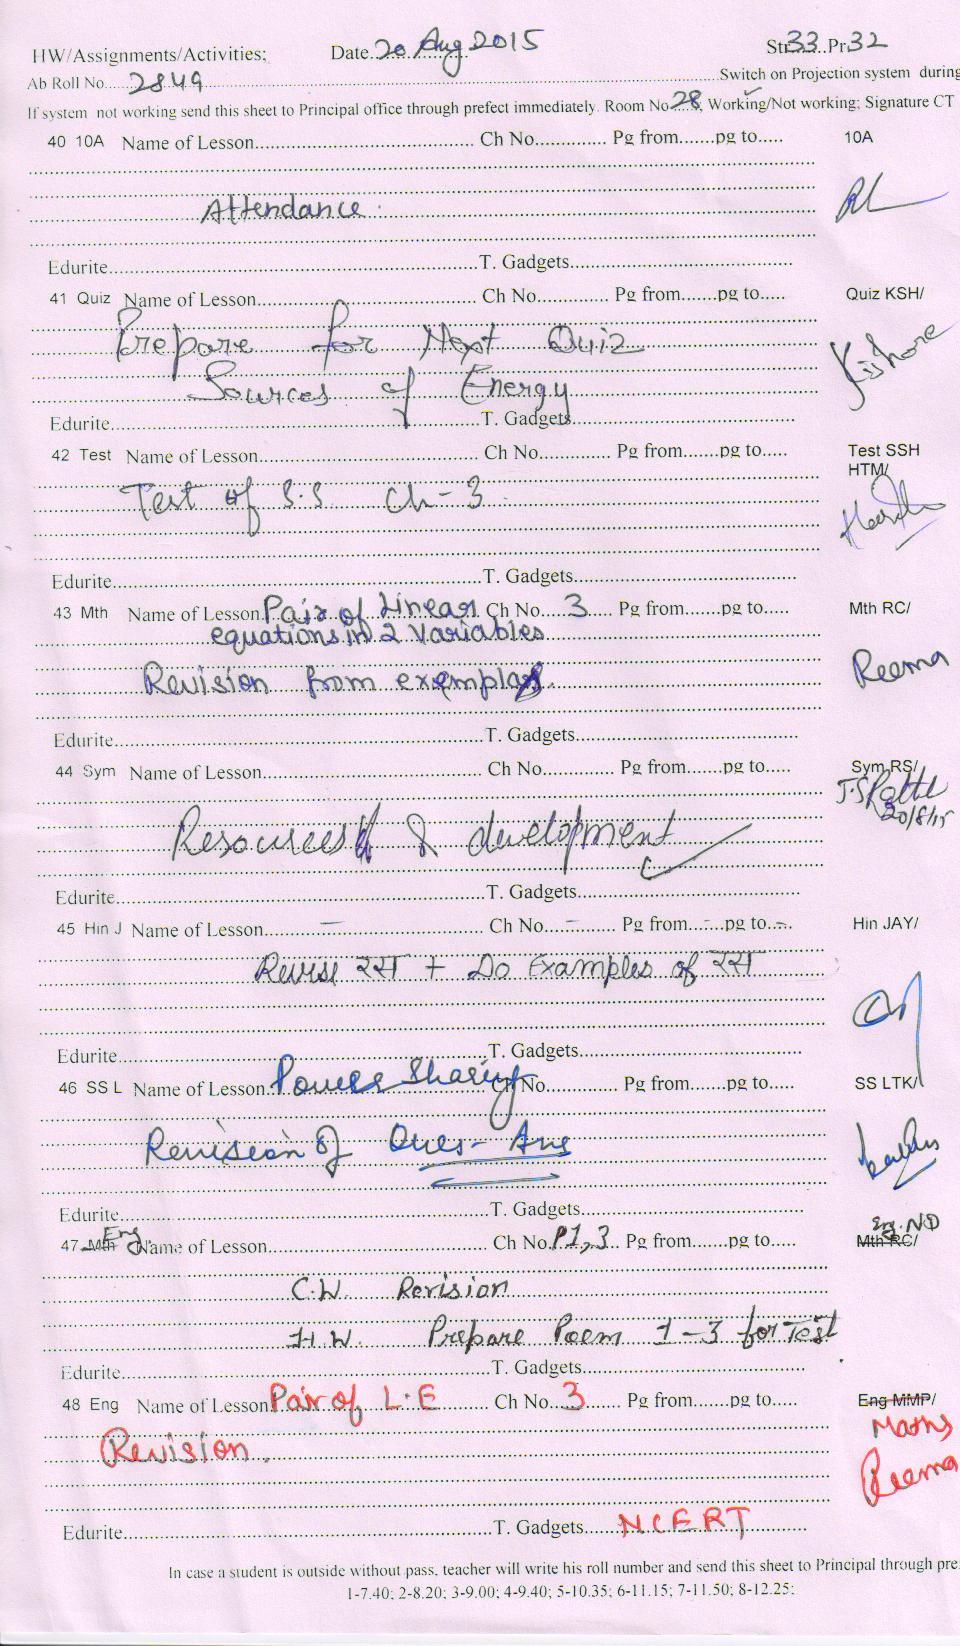 HW/Assignments/Activities; Date..20 Aug 2015 Str.33..Pr.32
Ab Roll No.....2849.....Switch on Projection system during
If system not working send this sheet to Principal office through prefect immediately. Room No.28., Working/Not working; Signature CT
40 10A Name of Lesson............ Ch No............ Pg from.......pg to..... 10A
Attendance.
Edurite............T. Gadgets............
41 Quiz Name of Lesson............ Ch No............ Pg from.......pg to..... Quiz KSH/
Prepare for Next Quiz Kishore
Sources of Energy
Edurite............T. Gadgets............
42 Test Name of Lesson............ Ch No............ Pg from.......pg to..... Test SSH
HTM/
Test of S.S. Ch-3
Edurite............T. Gadgets............
43 Mth Name of Lesson Pair of Linear Ch No....3.... Pg from.......pg to..... Mth RC/
equations in 2 variables
Revision from exemplar. Reema
Edurite............T. Gadgets............
44 Sym Name of Lesson............ Ch No............ Pg from.......pg to..... Sym RS/
20/8/15
Resources & development
Edurite............T. Gadgets............
45 Hin J Name of Lesson......–...... Ch No....–.... Pg from..–..pg to..–.. Hin JAY/
Revise रस + Do Examples of रस
Edurite............T. Gadgets............
46 SS L Name of Lesson Power Sharing Ch No............ Pg from.......pg to..... SS LTK/
Revision of Ques-Ans
Edurite............T. Gadgets............
Eng Eng. ND
47 Mth Name of Lesson............ Ch No.P1,3.. Pg from.......pg to..... Mth RC/
C.W. Revision
H.W. Prepare Poem 1-3 for Test
Edurite............T. Gadgets............
48 Eng Name of Lesson Pair of L.E Ch No...3.... Pg from.......pg to..... Eng MMP/
Maths
Revision. Reema
Edurite............T. Gadgets......NCERT......
In case a student is outside without pass, teacher will write his roll number and send this sheet to Principal through pre
1-7.40; 2-8.20; 3-9.00; 4-9.40; 5-10.35; 6-11.15; 7-11.50; 8-12.25;